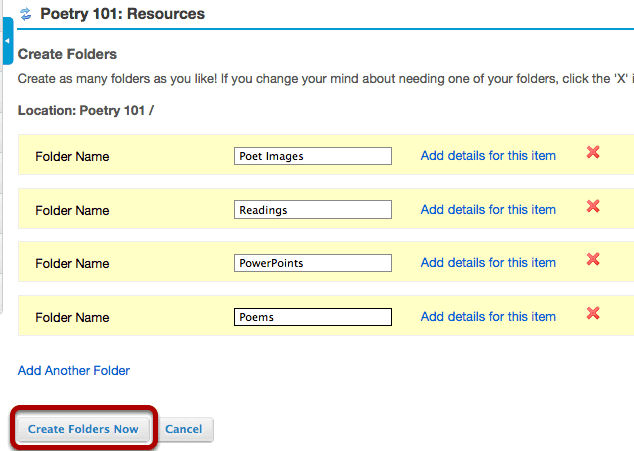 Poetry 101: Resources
Create Folders
Create as many folders as you like! If you change your mind about needing one of your folders, click the 'X' i
Location: Poetry 101 /
Folder Name Poet Images Add details for this item
Folder Name Readings Add details for this item
Folder Name PowerPoints Add details for this item
Folder Name Poems Add details for this item
Add Another Folder
Create Folders Now Cancel